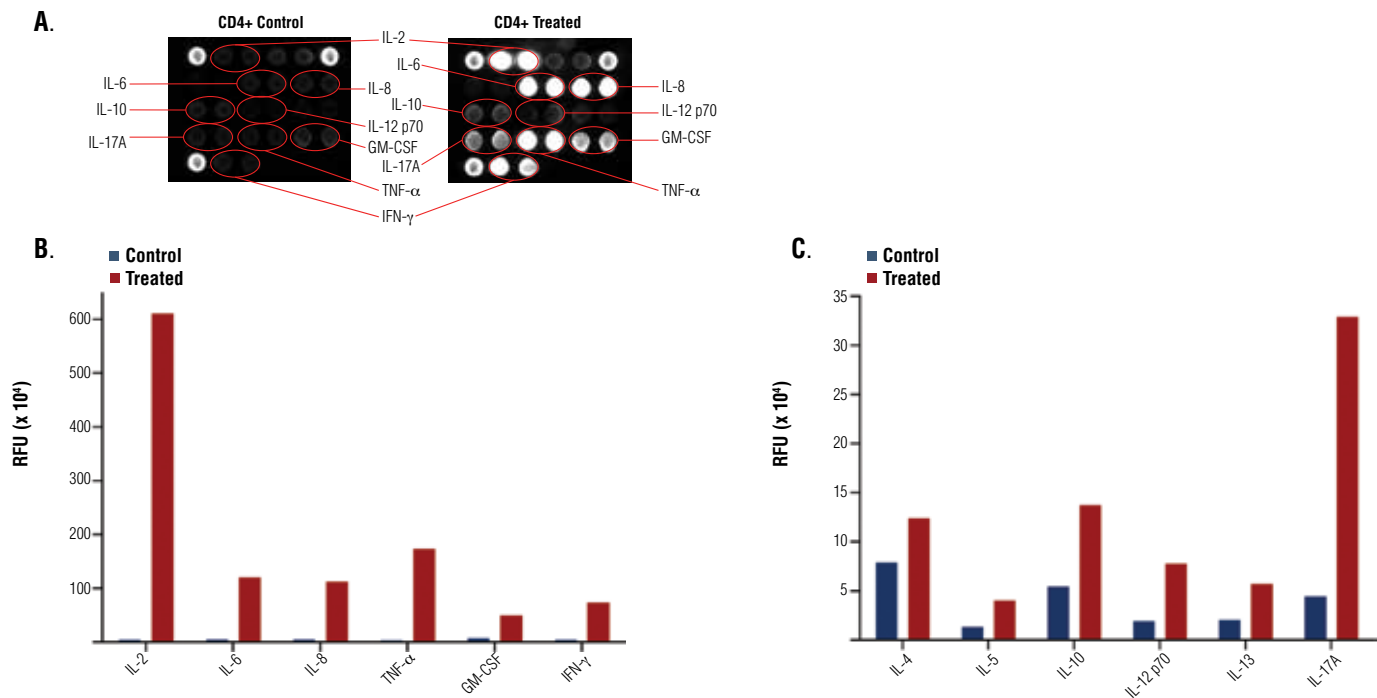 A.
CD4+ Control
CD4+ Treated
IL-2
IL-6
IL-6
IL-8
IL-8
IL-10
IL-10
IL-12 p70
IL-12 p70
IL-17A
GM-CSF
GM-CSF
IL-17A
TNF-α
TNF-α
IFN-γ
B.
Control
Treated
RFU (x 10⁴)
600
500
400
300
200
100
IL-2
IL-6
IL-8
TNF-α
GM-CSF
IFN-γ
C.
Control
Treated
RFU (x 10⁴)
35
30
25
20
15
10
5
IL-4
IL-5
IL-10
IL-12 p70
IL-13
IL-17A